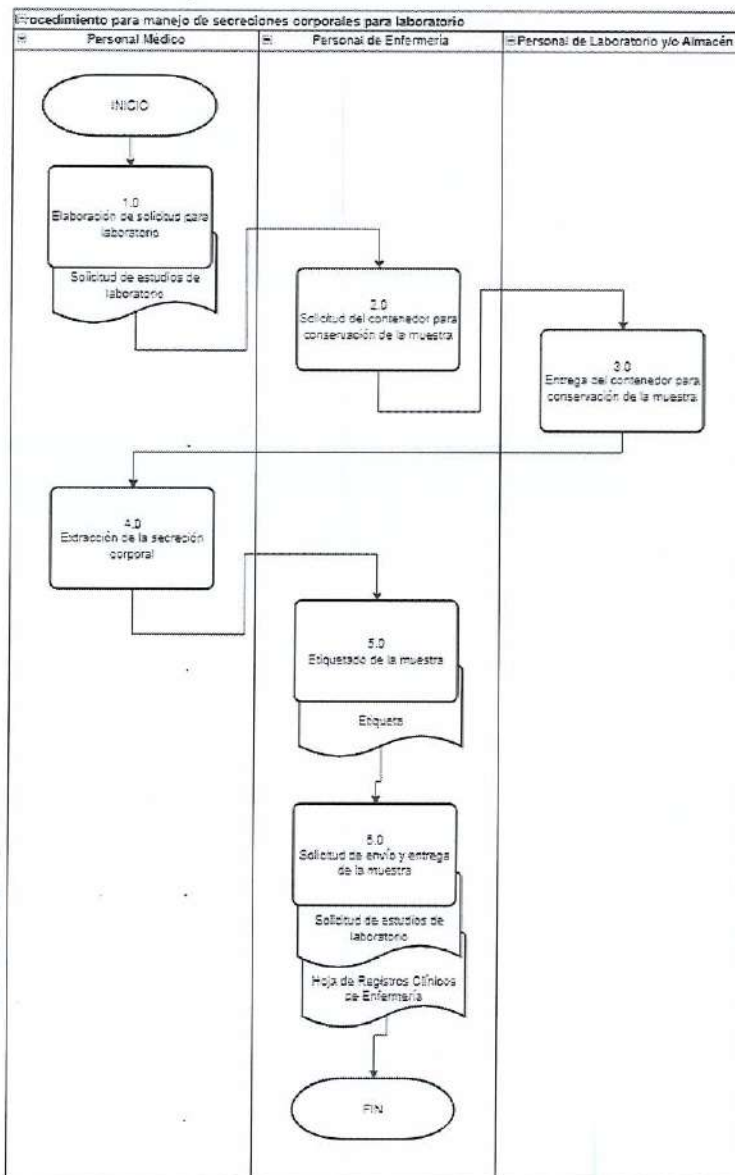 Procedimiento para manejo de secreciones corporales para laboratorio
Personal Médico
Personal de Enfermería
Personal de Laboratorio y/o Almacén
INICIO
1.0
Elaboración de solicitud para
laboratorio
Solicitud de estudios de
laboratorio
2.0
Solicitud del contenedor para
conservación de la muestra
3.0
Entrega del contenedor para
conservación de la muestra
4.0
Extracción de la secreción
corporal
5.0
Etiquetado de la muestra
Etiqueta
6.0
Solicitud de envío y entrega
de la muestra
Solicitud de estudios de
laboratorio
Hoja de Registros Clínicos
de Enfermería
FIN